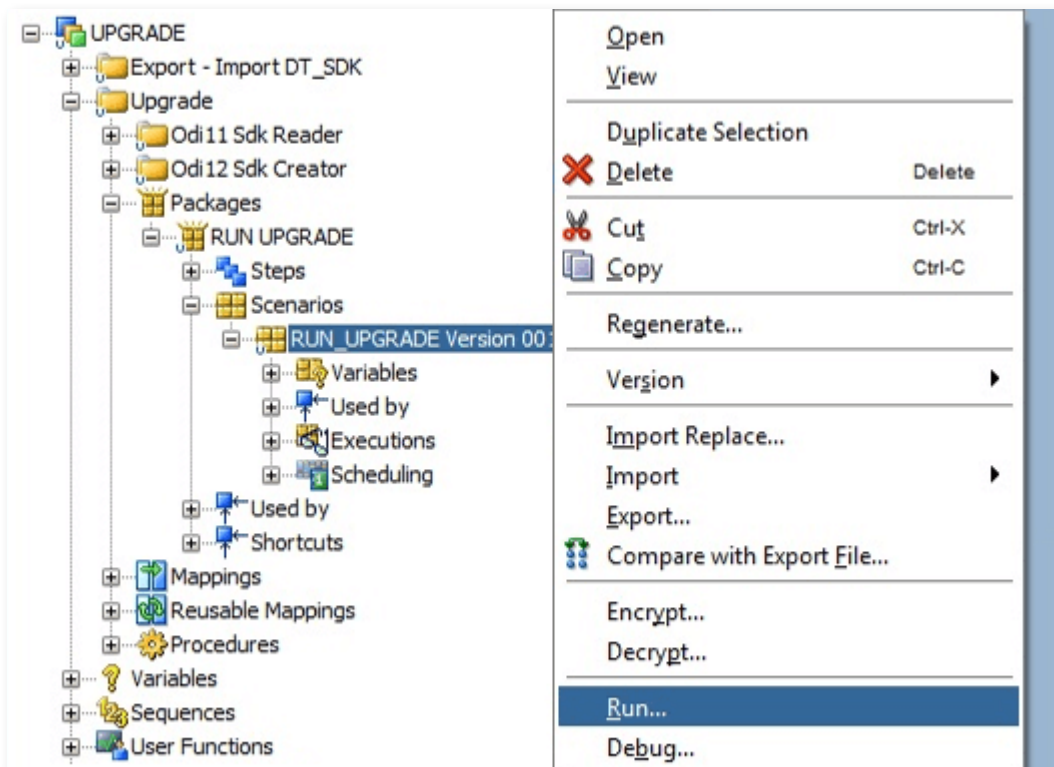 UPGRADE
Export - Import DT_SDK
Upgrade
Odi11 Sdk Reader
Odi12 Sdk Creator
Packages
RUN UPGRADE
Steps
Scenarios
RUN_UPGRADE Version 001
Variables
Used by
Executions
Scheduling
Used by
Shortcuts
Mappings
Reusable Mappings
Procedures
Variables
Sequences
User Functions
Open
View
Duplicate Selection
Delete Delete
Cut Ctrl-X
Copy Ctrl-C
Regenerate...
Version
Import Replace...
Import
Export...
Compare with Export File...
Encrypt...
Decrypt...
Run...
Debug...